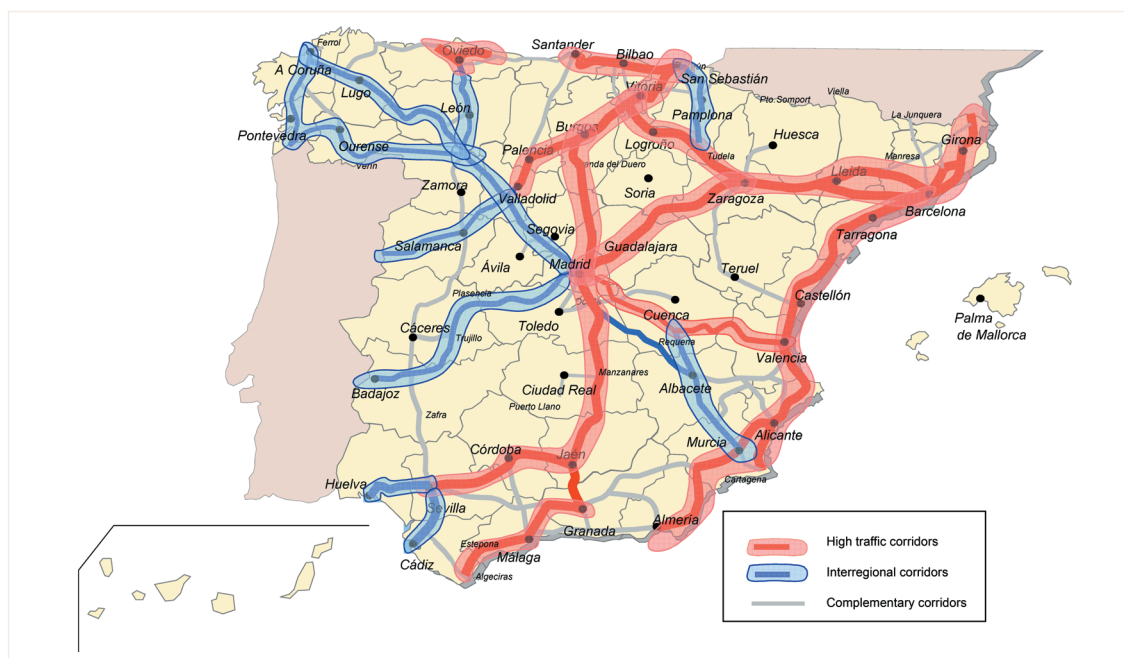 Ferrol
Oviedo
Santander
Bilbao
A Coruña
San Sebastián
Lugo
Vitoria
León
Pamplona
Pto.Somport
Viella
La Junquera
Pontevedra
Ourense
Verín
Burgos
Logroño
Huesca
Girona
Palencia
Tudela
Manresa
Lleida
Zamora
Valladolid
Soria
Zaragoza
Barcelona
Segovia
Tarragona
Salamanca
Guadalajara
Ávila
Madrid
Teruel
Plasencia
Castellón
Toledo
Cuenca
Palma
de Mallorca
Cáceres
Trujillo
Requena
Valencia
Badajoz
Ciudad Real
Manzanares
Albacete
Puerto Llano
Zafra
Alicante
Murcia
Córdoba
Jaén
Cartagena
Huelva
Sevilla
Granada
Almería
Estepona
Málaga
Cádiz
Algeciras
High traffic corridors
Interregional corridors
Complementary corridors